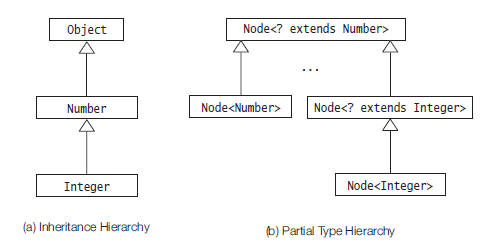 Object
Number
Integer
(a) Inheritance Hierarchy
Node<? extends Number>
...
Node<Number>
Node<? extends Integer>
Node<Integer>
(b) Partial Type Hierarchy